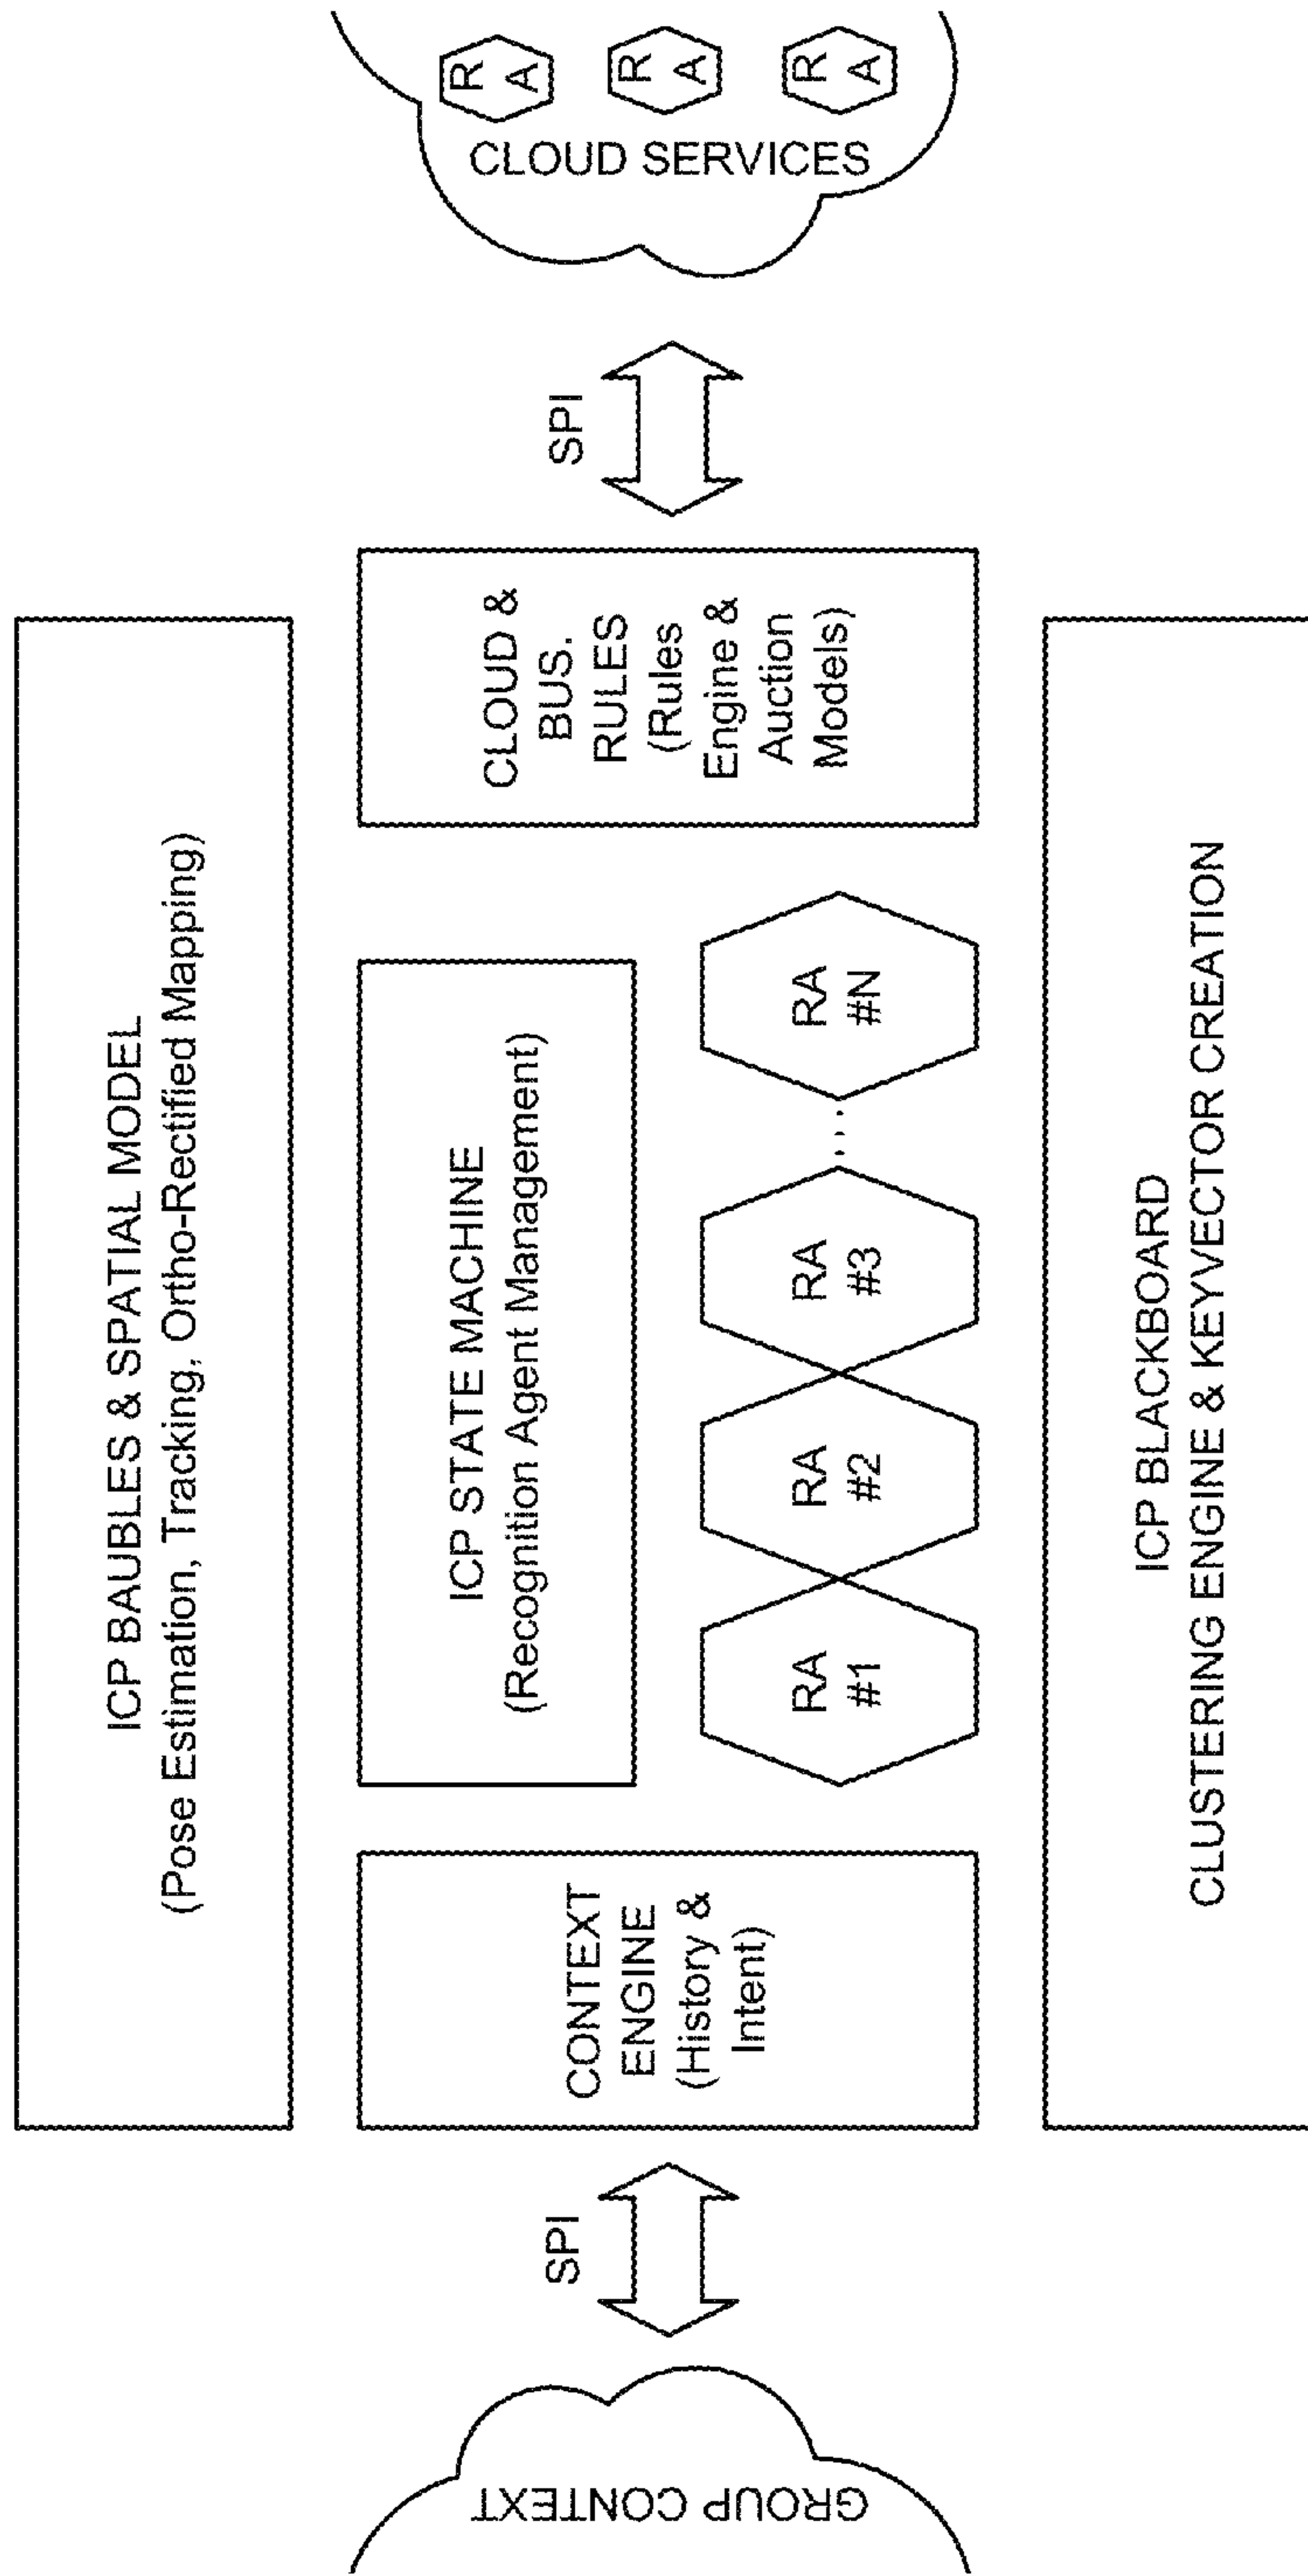 ICP BAUBLES & SPATIAL MODEL
(Pose Estimation, Tracking, Ortho-Rectified Mapping)
GROUP CONTEXT
SPI
CONTEXT
ENGINE
(History &
Intent)
ICP STATE MACHINE
(Recognition Agent Management)
RA
#1
RA
#2
RA
#3
...
RA
#N
CLOUD &
BUS.
RULES
(Rules
Engine &
Auction
Models)
SPI
CLOUD SERVICES
R
A
R
A
R
A
ICP BLACKBOARD
CLUSTERING ENGINE & KEYVECTOR CREATION